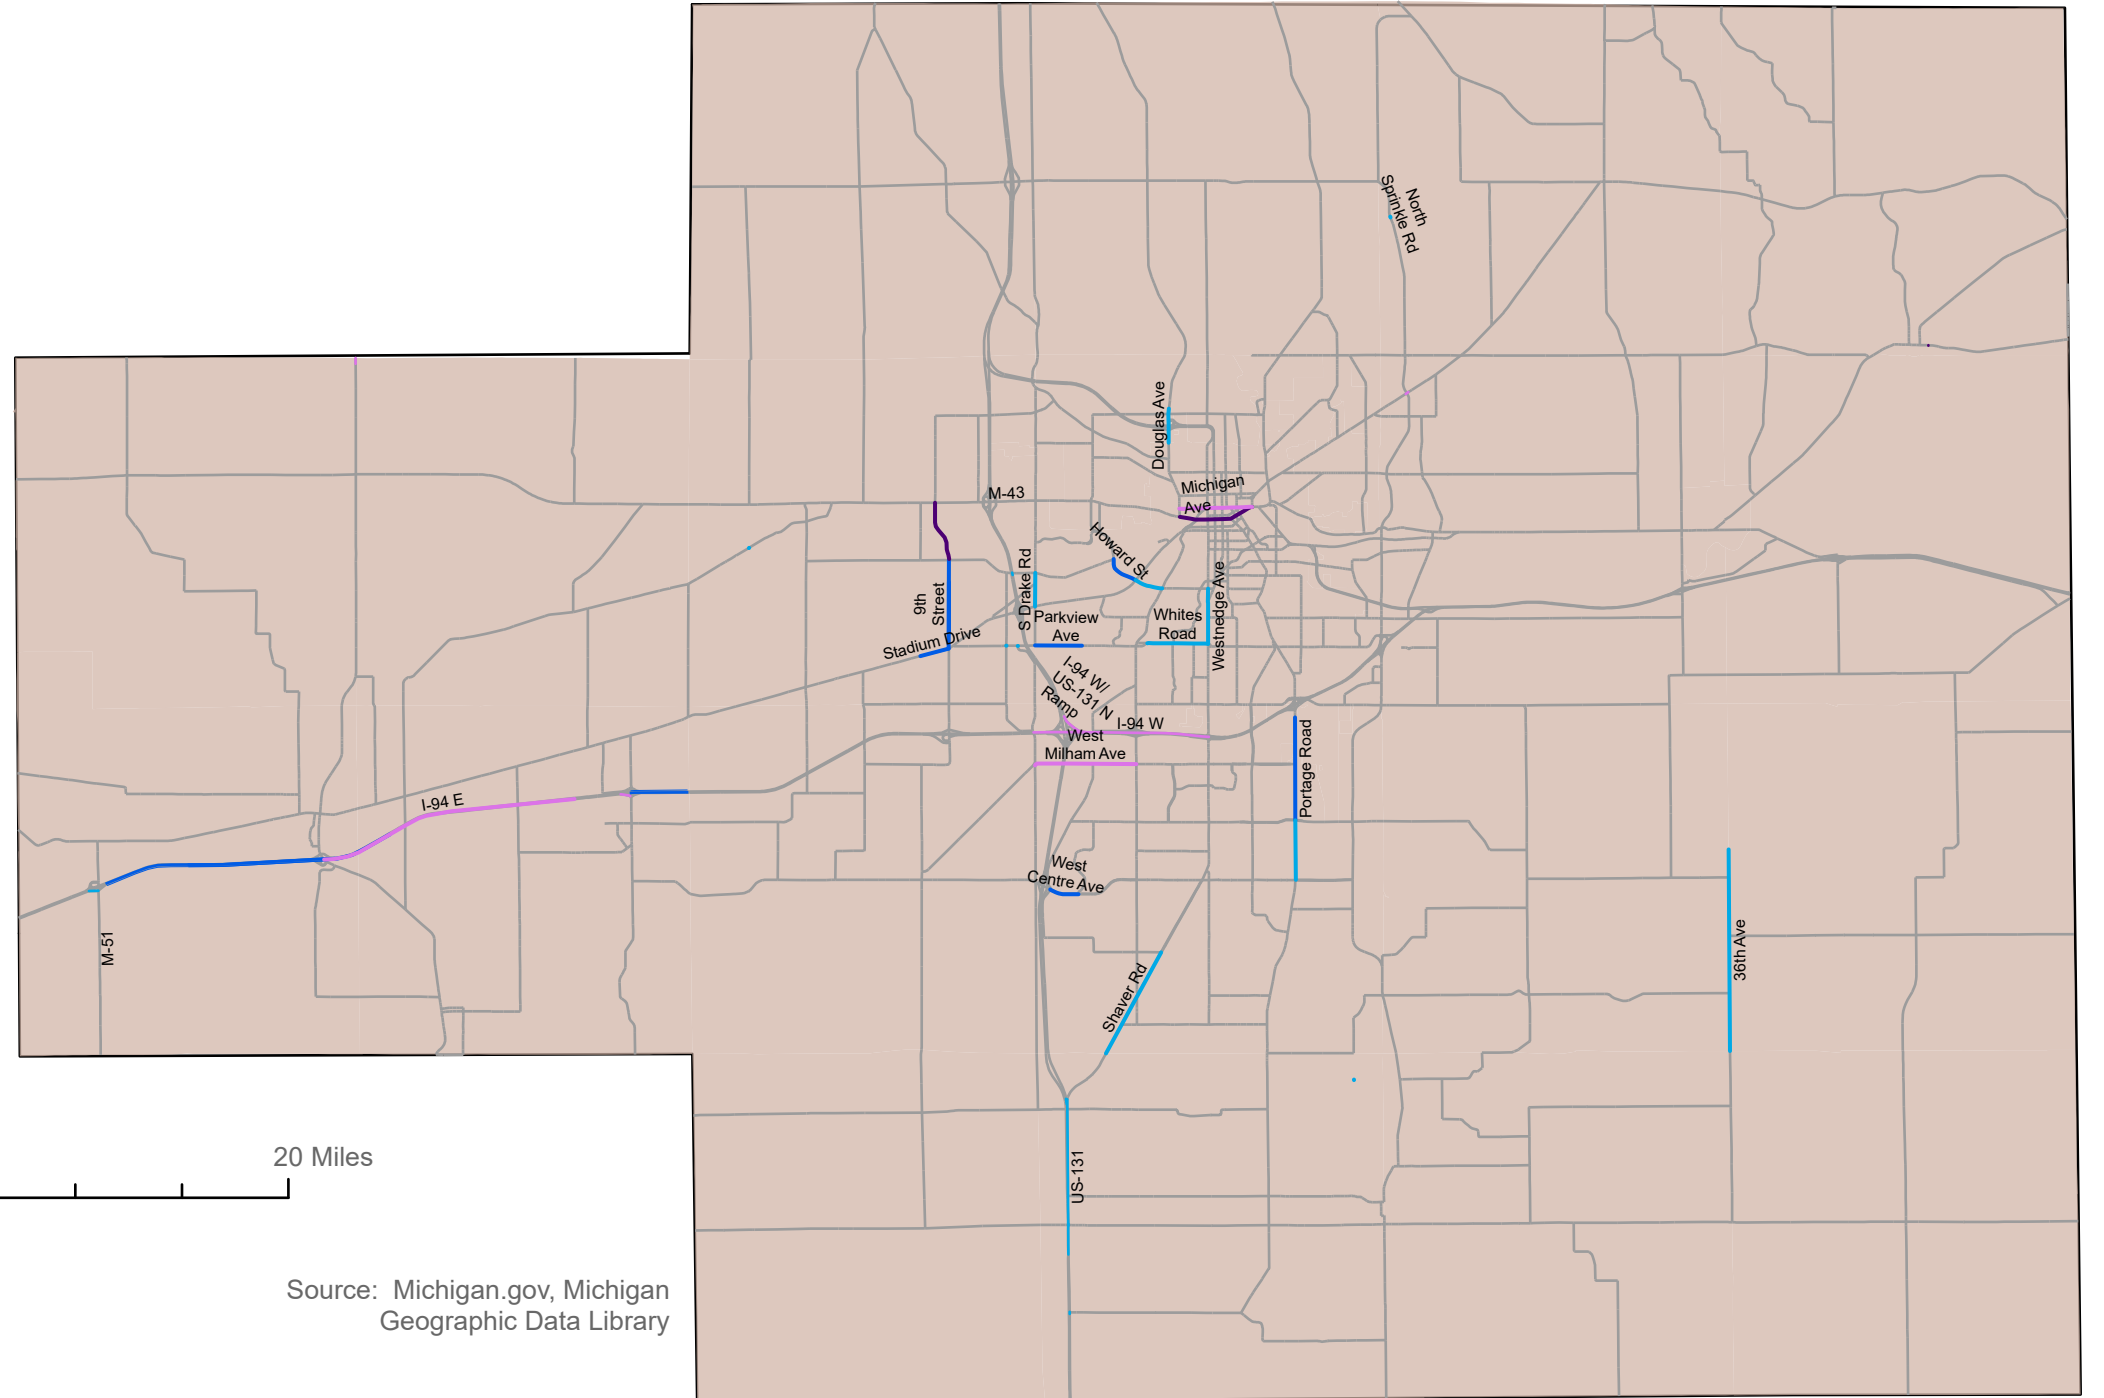 North
Sprinkle Rd
Douglas Ave
M-43
Michigan
Ave
Howard St
S Drake Rd
9th
Street
Stadium Drive
Parkview
Ave
Whites
Road
Westnedge Ave
I-94 W/
US-131 N
Ramp
I-94 W
West
Milham Ave
Portage Road
I-94 E
West
Centre Ave
M-51
Shaver Rd
36th Ave
US-131
20 Miles
Source:  Michigan.gov, Michigan
Geographic Data Library